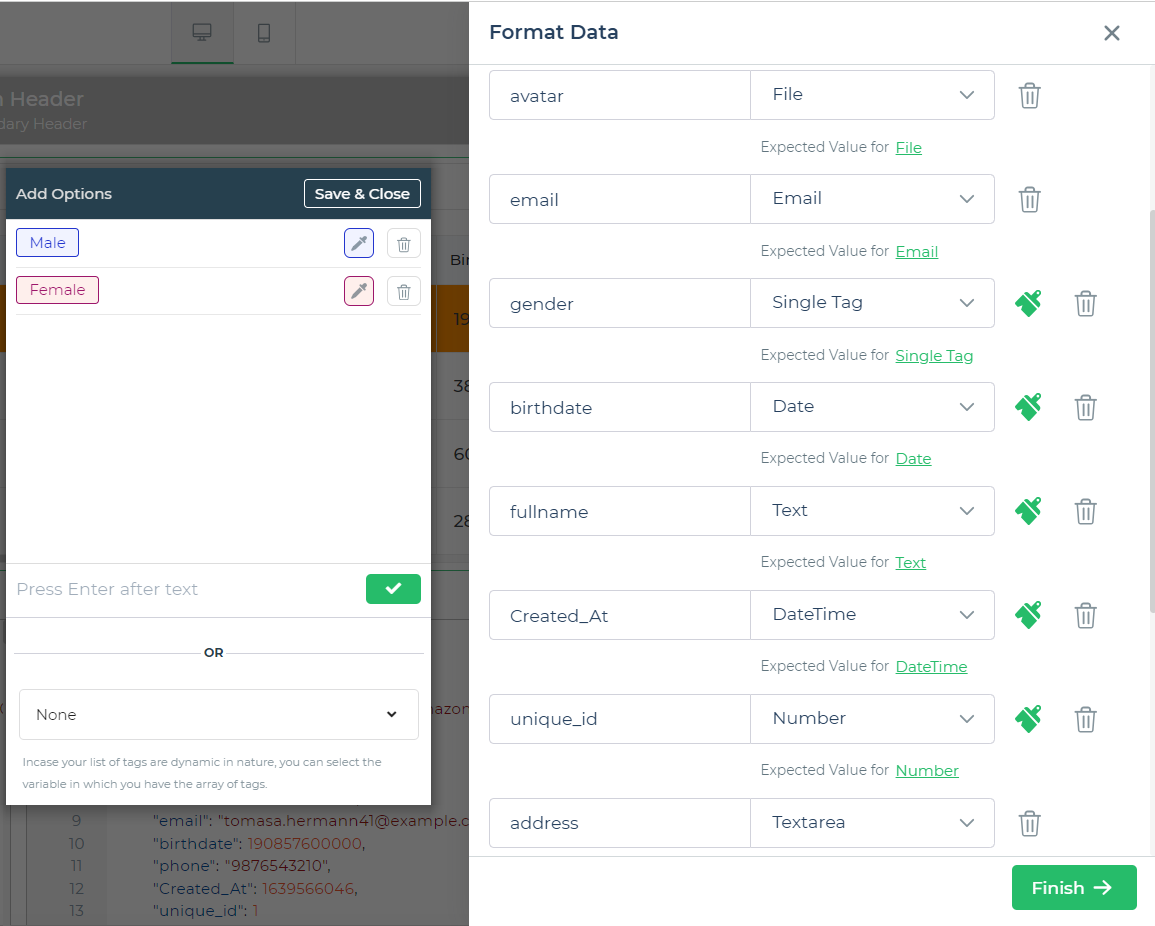 Header
dary Header
Add Options
Save & Close
Male
Female
Press Enter after text
OR
None
Incase your list of tags are dynamic in nature, you can select the
variable in which you have the array of tags.
9 "email": "tomasa.hermann41@example.c
10 "birthdate": 190857600000,
11 "phone": "9876543210",
12 "Created_At": 1639566046,
13 "unique_id": 1
Bir
19
38
60
28
mazon
Format Data
avatar
File
Expected Value for File
email
Email
Expected Value for Email
gender
Single Tag
Expected Value for Single Tag
birthdate
Date
Expected Value for Date
fullname
Text
Expected Value for Text
Created_At
DateTime
Expected Value for DateTime
unique_id
Number
Expected Value for Number
address
Textarea
Finish